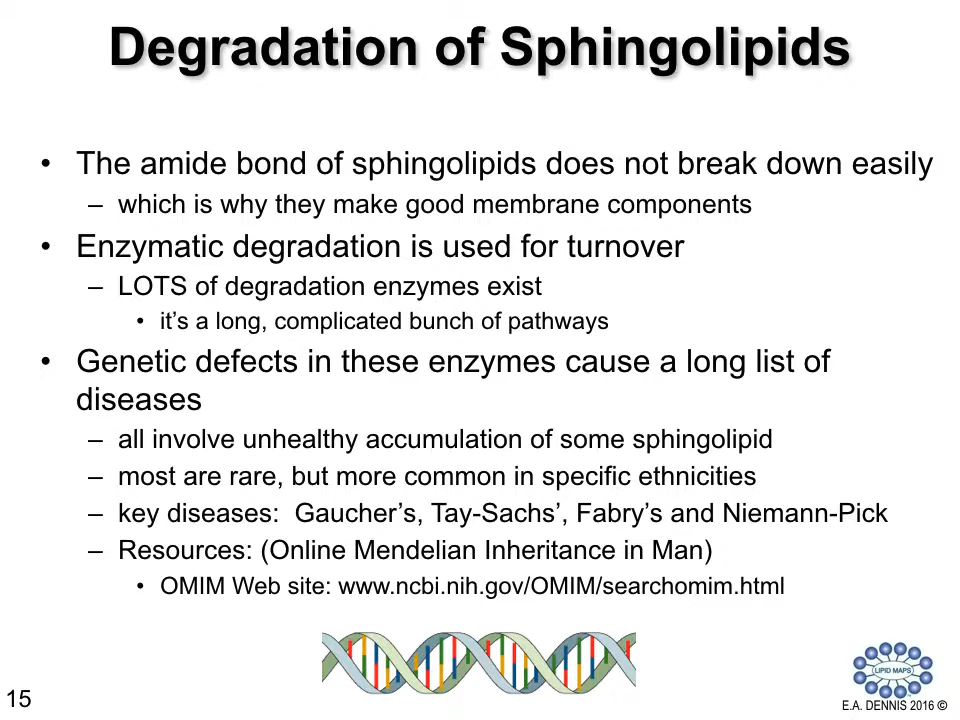 Degradation of Sphingolipids
• The amide bond of sphingolipids does not break down easily
– which is why they make good membrane components
• Enzymatic degradation is used for turnover
– LOTS of degradation enzymes exist
• it’s a long, complicated bunch of pathways
• Genetic defects in these enzymes cause a long list of
diseases
– all involve unhealthy accumulation of some sphingolipid
– most are rare, but more common in specific ethnicities
– key diseases:  Gaucher’s, Tay-Sachs’, Fabry’s and Niemann-Pick
– Resources: (Online Mendelian Inheritance in Man)
• OMIM Web site: www.ncbi.nih.gov/OMIM/searchomim.html
LIPID MAPS
15
E.A. DENNIS 2016 ©